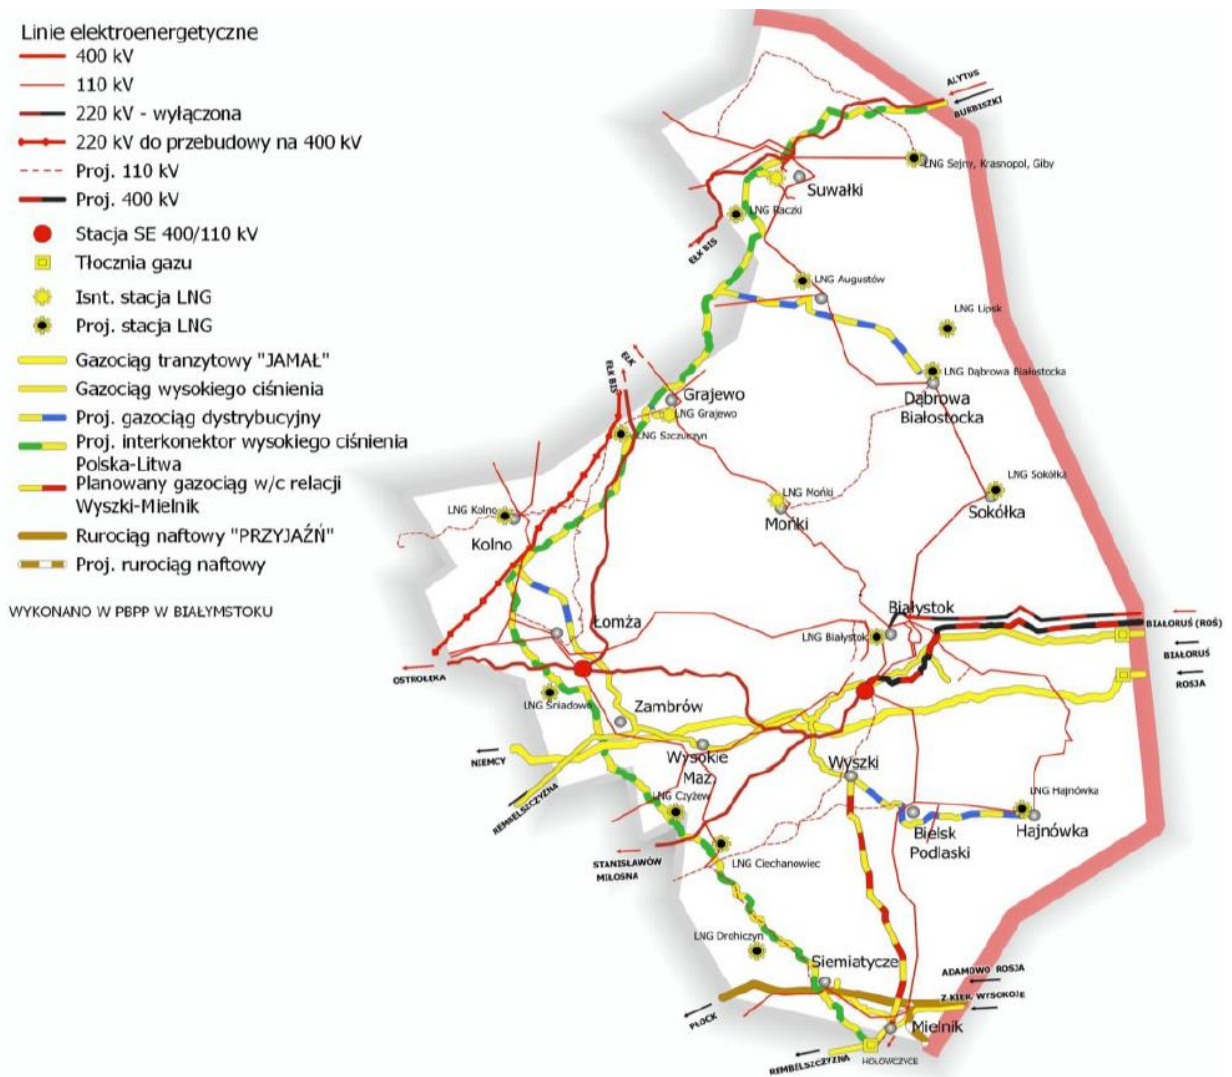 Linie elektroenergetyczne
400 kV
110 kV
220 kV - wyłączona
220 kV do przebudowy na 400 kV
Proj. 110 kV
Proj. 400 kV
Stacja SE 400/110 kV
Tłocznia gazu
Isnt. stacja LNG
Proj. stacja LNG
Gazociąg tranzytowy "JAMAŁ"
Gazociąg wysokiego ciśnienia
Proj. gazociąg dystrybucyjny
Proj. interkonektor wysokiego ciśnienia
Polska-Litwa
Planowany gazociąg w/c relacji
Wyszki-Mielnik
Rurociąg naftowy "PRZYJAŹŃ"
Proj. rurociąg naftowy
WYKONANO W PBPP W BIAŁYMSTOKU
ALYTUS
BURBISZKI
LNG Sejny, Krasnopol, Giby
Suwałki
LNG Raczki
EŁK BIS
LNG Augustów
LNG Lipsk
EŁK
EŁK BIS
LNG Dąbrowa Białostocka
Grajewo
Dąbrowa
Białostocka
LNG Grajewo
LNG Szczuczyn
LNG Sokółka
LNG Mońki
LNG Kolno
Sokółka
Mońki
Kolno
Białystok
Łomża
BIAŁORUŚ (ROŚ)
LNG Białystok
BIAŁORUŚ
OSTROŁĘKA
ROSJA
LNG Śniadowo
Zambrów
NIEMCY
Wysokie
Maz
Wyszki
LNG Hajnówka
LNG Czyżew
REMBELSZCZYZNA
Bielsk
Podlaski
Hajnówka
STANISŁAWÓW
MIŁOSNA
LNG Ciechanowiec
LNG Drohiczyn
Siemiatycze
ADAMOWO ROSJA
Z KIER. WYSOKOJE
PŁOCK
Mielnik
REMBELSZCZYZNA
HOŁOWCZYCE